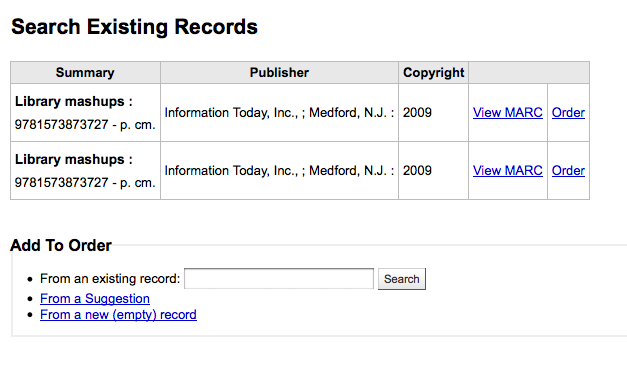 Search Existing Records
Summary Publisher Copyright
Library mashups :
9781573873727 - p. cm. Information Today, Inc., ; Medford, N.J. : 2009 View MARC Order
Library mashups :
9781573873727 - p. cm. Information Today, Inc., ; Medford, N.J. : 2009 View MARC Order
Add To Order
From an existing record: Search
From a Suggestion
From a new (empty) record